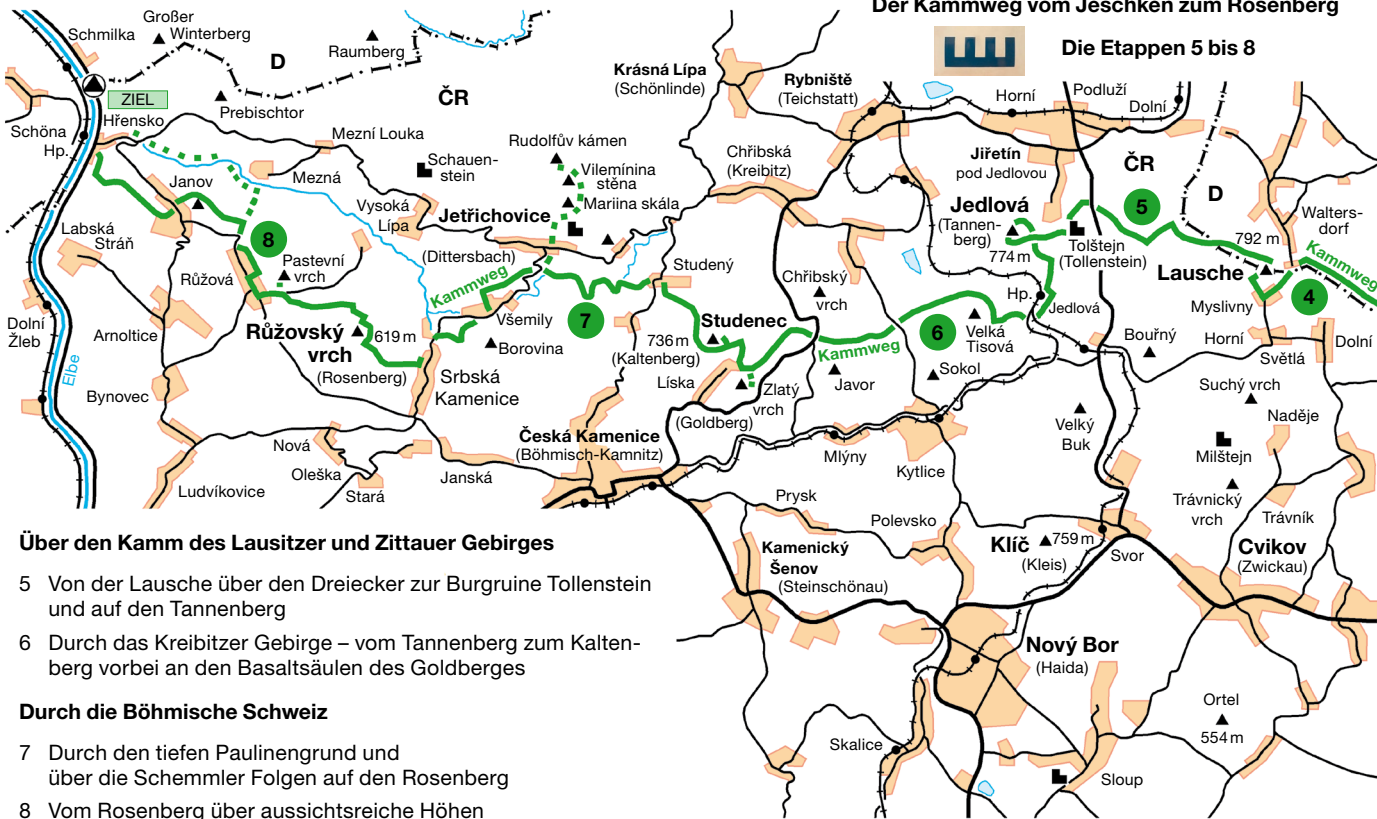 Der Kammweg vom Jeschken zum Rosenberg
Die Etappen 5 bis 8
Schmilka
Großer
Winterberg
Raumberg
D
ČR
ZIEL
Hřensko
Prebischtor
Schöna
Hp.
Mezní Louka
Mezná
Janov
Labská
Stráň
Schauen-
stein
Vysoká
Lípa
Rudolfův kámen
Vilemínina
stěna
Mariina skála
Jetřichovice
(Dittersbach)
Krásná Lípa
(Schönlinde)
Rybniště
(Teichstatt)
Chřibská
(Kreibitz)
Horní
Podluží
Dolní
Jiřetín
pod Jedlovou
ČR
D
Jedlová
(Tannen-
berg)
774 m
Tolštejn
(Tollenstein)
5
792 m
Walters-
dorf
Lausche
Kammweg
4
Myslivny
Horní
Světlá
Dolní
8
Růžová
Pastevní
vrch
Růžovský
vrch
(Rosenberg)
619 m
Kammweg
Všemily
Borovina
7
Studený
Studenec
736 m
(Kaltenberg)
Líska
Zlatý
vrch
(Goldberg)
Chřibský
vrch
Kammweg
Javor
6
Sokol
Velká
Tisová
Hp.
Jedlová
Bouřný
Dolní
Žleb
Elbe
Arnoltice
Bynovec
Srbská
Kamenice
Nová
Oleška
Stará
Janská
Ludvíkovice
Česká Kamenice
(Böhmisch-Kamnitz)
Mlýny
Kytlice
Velký
Buk
Suchý vrch
Naděje
Milštejn
Trávnický
vrch
Trávník
Prysk
Polevsko
Kamenický
Šenov
(Steinschönau)
Klíč
759 m
(Kleis)
Svor
Cvikov
(Zwickau)
Nový Bor
(Haida)
Skalice
Sloup
Ortel
554 m
Über den Kamm des Lausitzer und Zittauer Gebirges
5 Von der Lausche über den Dreiecker zur Burgruine Tollenstein
und auf den Tannenberg
6 Durch das Kreibitzer Gebirge – vom Tannenberg zum Kalten-
berg vorbei an den Basaltsäulen des Goldberges
Durch die Böhmische Schweiz
7 Durch den tiefen Paulinengrund und
über die Schemmler Folgen auf den Rosenberg
8 Vom Rosenberg über aussichtsreiche Höhen